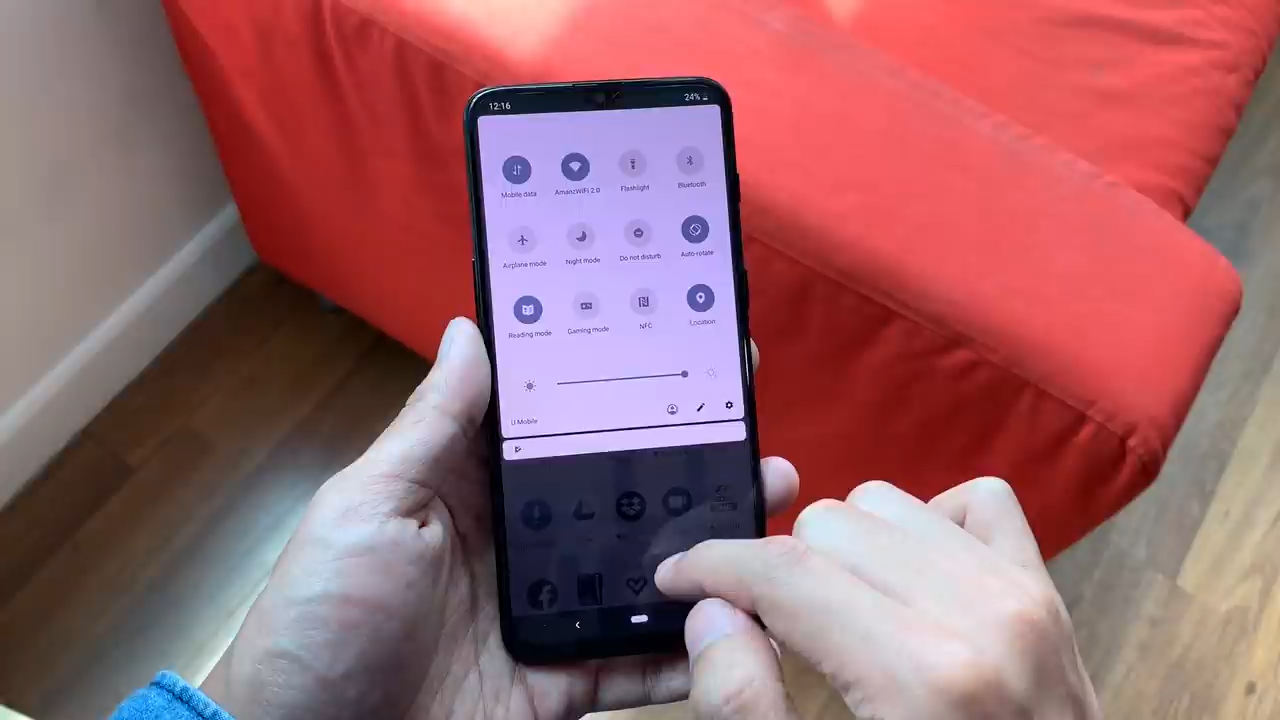 12:16 24%
Mobile data AmanzWiFi 2.0 Flashlight Bluetooth
Airplane mode Night mode Do not disturb Auto-rotate
Reading mode Gaming mode NFC Location
U Mobile